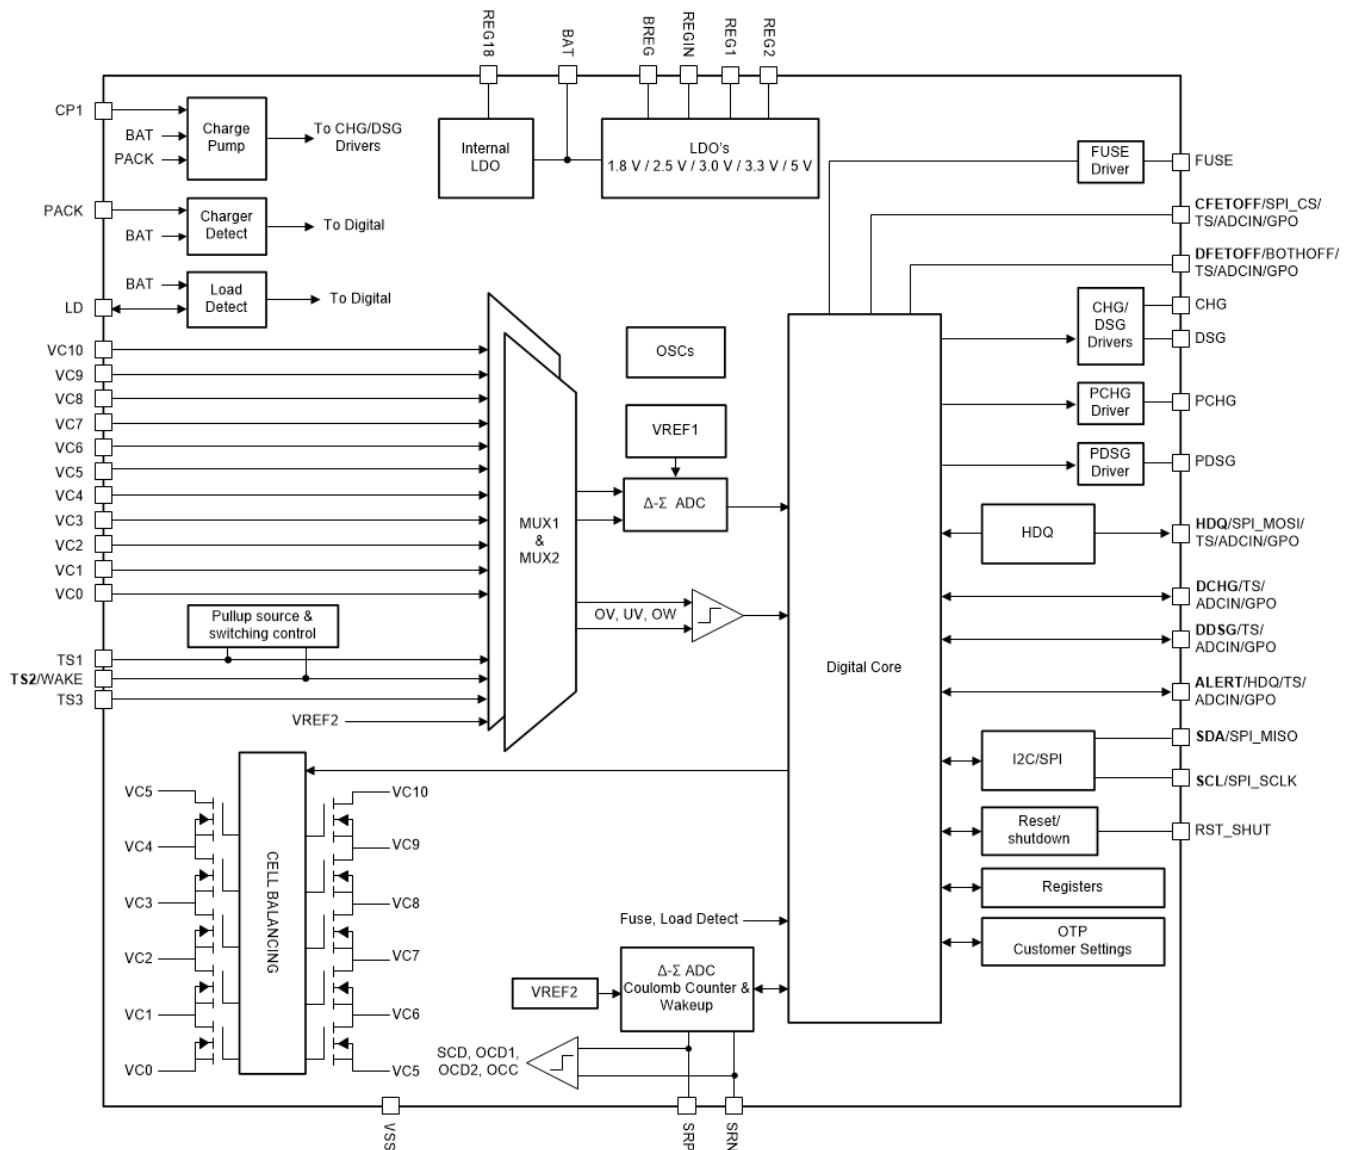 REG18
BAT
BREG
REGIN
REG1
REG2
CP1
BAT
PACK
Charge
Pump
To CHG/DSG
Drivers
Internal
LDO
LDO's
1.8 V / 2.5 V / 3.0 V / 3.3 V / 5 V
FUSE
Driver
FUSE
PACK
BAT
Charger
Detect
To Digital
CFETOFF/SPI_CS/
TS/ADCIN/GPO
DFETOFF/BOTHOFF/
TS/ADCIN/GPO
BAT
LD
Load
Detect
To Digital
CHG/
DSG
Drivers
CHG
DSG
VC10
VC9
VC8
VC7
VC6
VC5
VC4
VC3
VC2
VC1
VC0
OSCs
VREF1
Δ-Σ ADC
MUX1
&
MUX2
OV, UV, OW
PCHG
Driver
PCHG
PDSG
Driver
PDSG
HDQ
HDQ/SPI_MOSI/
TS/ADCIN/GPO
DCHG/TS/
ADCIN/GPO
DDSG/TS/
ADCIN/GPO
ALERT/HDQ/TS/
ADCIN/GPO
Digital Core
Pullup source &
switching control
TS1
TS2/WAKE
TS3
VREF2
I2C/SPI
SDA/SPI_MISO
SCL/SPI_SCLK
Reset/
shutdown
RST_SHUT
Registers
OTP
Customer Settings
VC5
VC4
VC3
VC2
VC1
VC0
CELL BALANCING
VC10
VC9
VC8
VC7
VC6
VC5
Fuse, Load Detect
VREF2
Δ-Σ ADC
Coulomb Counter &
Wakeup
SCD, OCD1,
OCD2, OCC
VSS
SRP
SRN